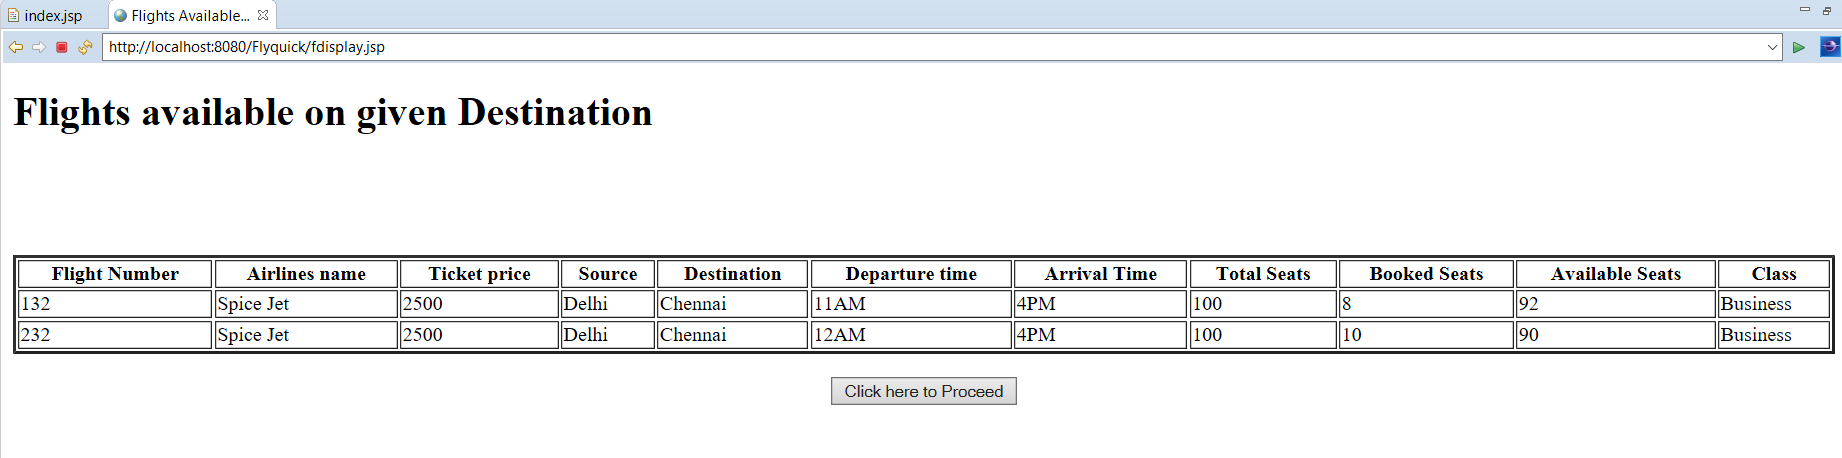 index.jsp Flights Available...
http://localhost:8080/Flyquick/fdisplay.jsp
Flights available on given Destination
Flight Number Airlines name Ticket price Source Destination Departure time Arrival Time Total Seats Booked Seats Available Seats Class
132 Spice Jet 2500 Delhi Chennai 11AM 4PM 100 8 92 Business
232 Spice Jet 2500 Delhi Chennai 12AM 4PM 100 10 90 Business
Click here to Proceed